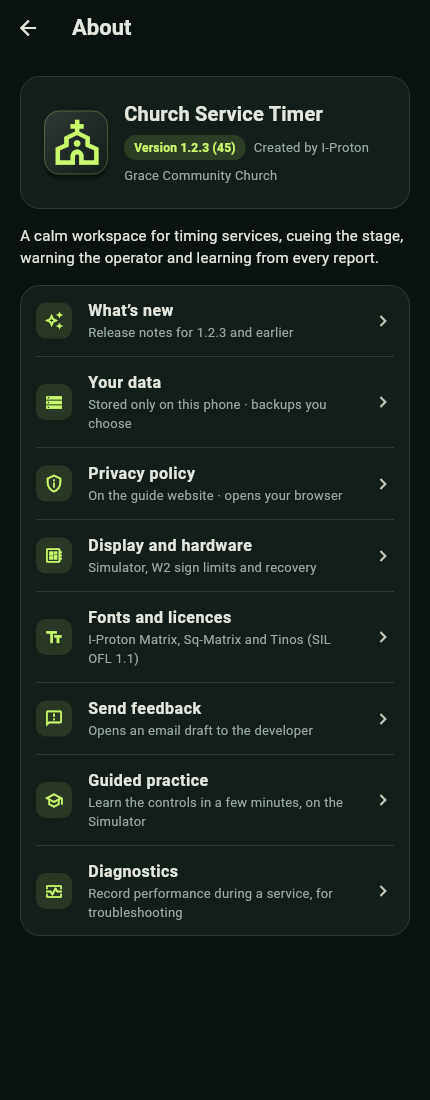 About
Church Service Timer
Version 1.2.3 (45) Created by I-Proton
Grace Community Church
A calm workspace for timing services, cueing the stage,
warning the operator and learning from every report.
What’s new
Release notes for 1.2.3 and earlier
Your data
Stored only on this phone · backups you
choose
Privacy policy
On the guide website · opens your browser
Display and hardware
Simulator, W2 sign limits and recovery
Fonts and licences
I-Proton Matrix, Sq-Matrix and Tinos (SIL
OFL 1.1)
Send feedback
Opens an email draft to the developer
Guided practice
Learn the controls in a few minutes, on the
Simulator
Diagnostics
Record performance during a service, for
troubleshooting